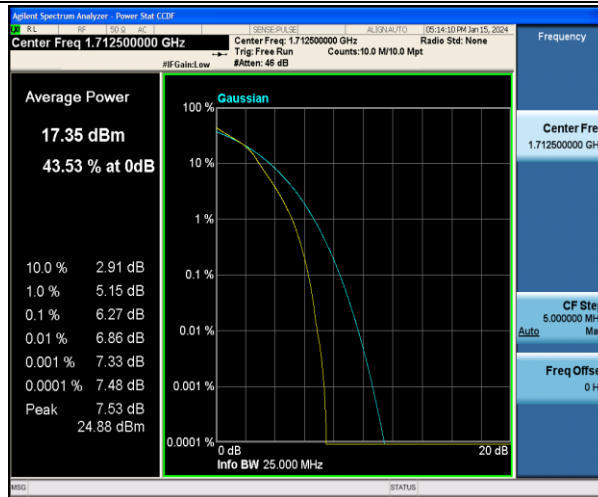 Agilent Spectrum Analyzer - Power Stat CCDF
RL RF 50 Ω AC SENSE:PULSE ALIGN AUTO 05:14:10 PM Jan 15, 2024
Center Freq 1.712500000 GHz
Center Freq: 1.712500000 GHz Radio Std: None
Trig: Free Run Counts:10.0 M/10.0 Mpt
#IFGain:Low #Atten: 46 dB
Frequency
Average Power
17.35 dBm
43.53 % at 0dB
10.0 % 2.91 dB
1.0 % 5.15 dB
0.1 % 6.27 dB
0.01 % 6.86 dB
0.001 % 7.33 dB
0.0001 % 7.48 dB
Peak 7.53 dB
24.88 dBm
Gaussian
100 %
10 %
1 %
0.1 %
0.01 %
0.001 %
0.0001 %
0 dB 20 dB
Info BW 25.000 MHz
Center Fre
1.712500000 GH
CF Ste
5.000000 MH
Auto Ma
Freq Offse
0 H
MSG STATUS